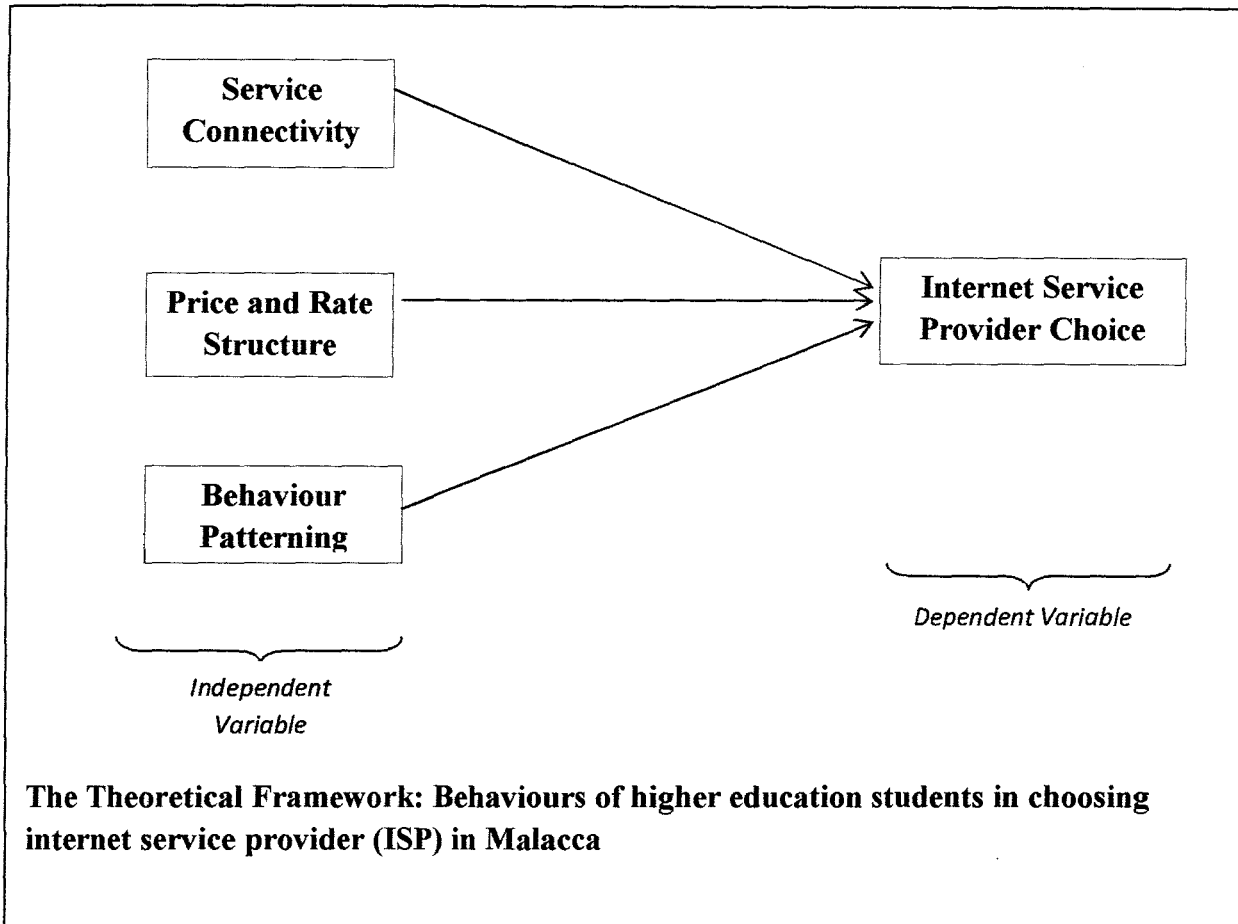 Service
Connectivity
Price and Rate
Structure
Behaviour
Patterning
Internet Service
Provider Choice
Independent
Variable
Dependent Variable
The Theoretical Framework: Behaviours of higher education students in choosing
internet service provider (ISP) in Malacca